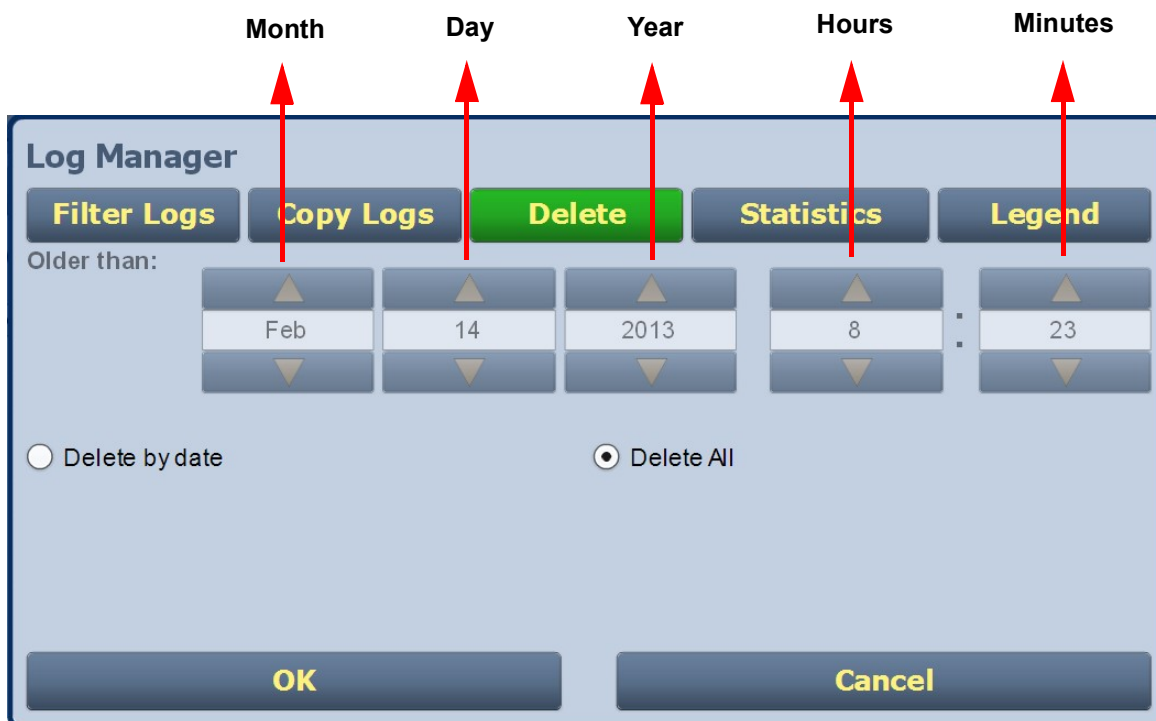 Month Day Year Hours Minutes
Log Manager
Filter Logs Copy Logs Delete Statistics Legend
Older than:
Feb 14 2013 8 : 23
Delete by date Delete All
OK Cancel